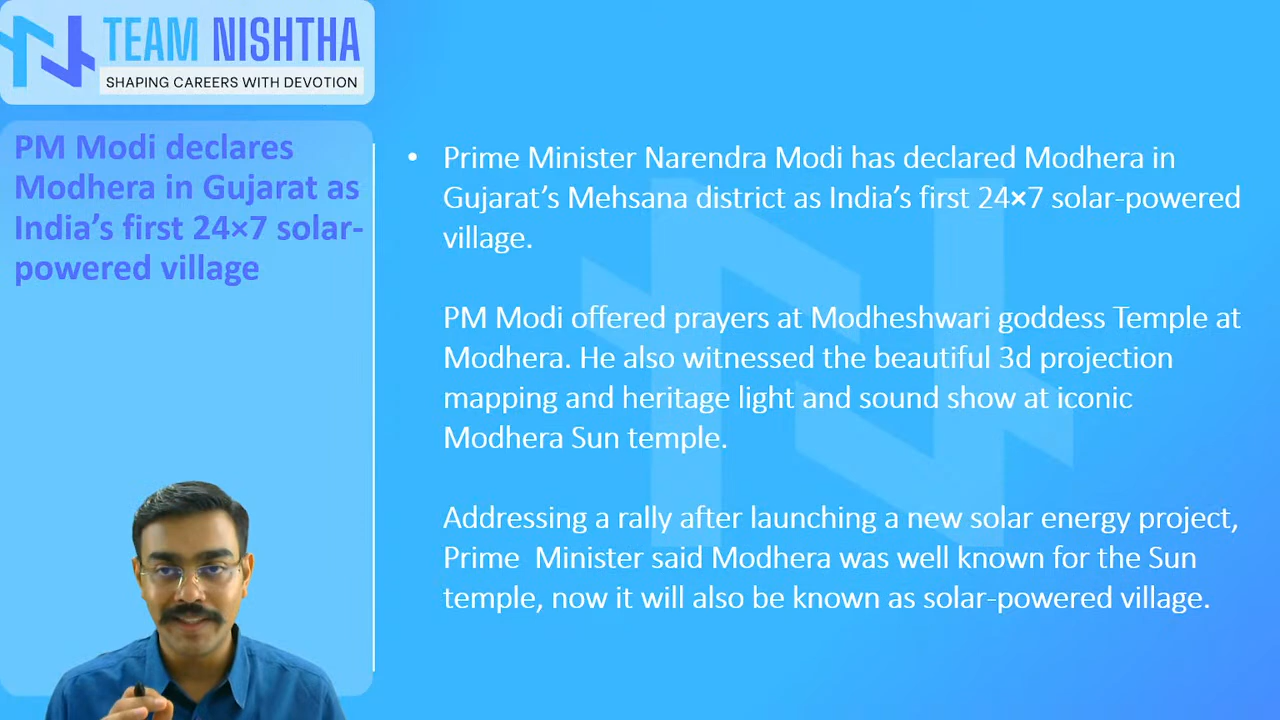 TEAM NISHTHA
SHAPING CAREERS WITH DEVOTION
PM Modi declares
Modhera in Gujarat as
India’s first 24×7 solar-
powered village
• Prime Minister Narendra Modi has declared Modhera in
Gujarat’s Mehsana district as India’s first 24×7 solar-powered
village.
PM Modi offered prayers at Modheshwari goddess Temple at
Modhera. He also witnessed the beautiful 3d projection
mapping and heritage light and sound show at iconic
Modhera Sun temple.
Addressing a rally after launching a new solar energy project,
Prime  Minister said Modhera was well known for the Sun
temple, now it will also be known as solar-powered village.